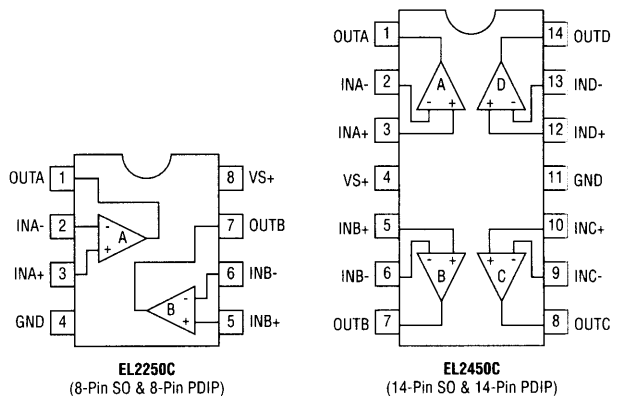 OUTA 1
INA- 2
INA+ 3
GND 4
8 VS+
7 OUTB
6 INB-
5 INB+
- A +
B - +
EL2250C
(8-Pin SO & 8-Pin PDIP)
OUTA 1
INA- 2
INA+ 3
VS+ 4
INB+ 5
INB- 6
OUTB 7
14 OUTD
13 IND-
12 IND+
11 GND
10 INC+
9 INC-
8 OUTC
A D
- + + -
- + + -
B C
EL2450C
(14-Pin SO & 14-Pin PDIP)